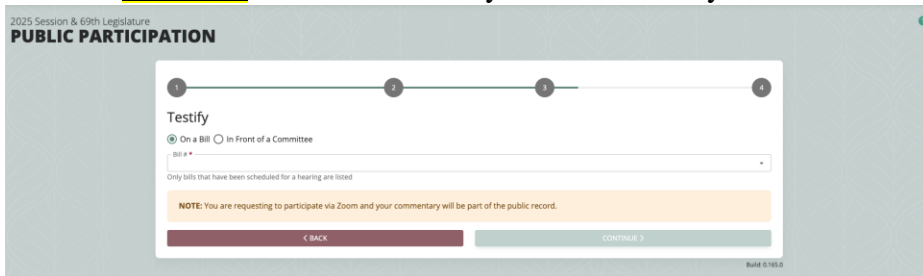 2025 Session & 69th Legislature
PUBLIC PARTICIPATION
1 2 3 4
Testify
On a Bill In Front of a Committee
Bill # *
Only bills that have been scheduled for a hearing are listed
NOTE: You are requesting to participate via Zoom and your commentary will be part of the public record.
< BACK CONTINUE >
Build: 0.165.0